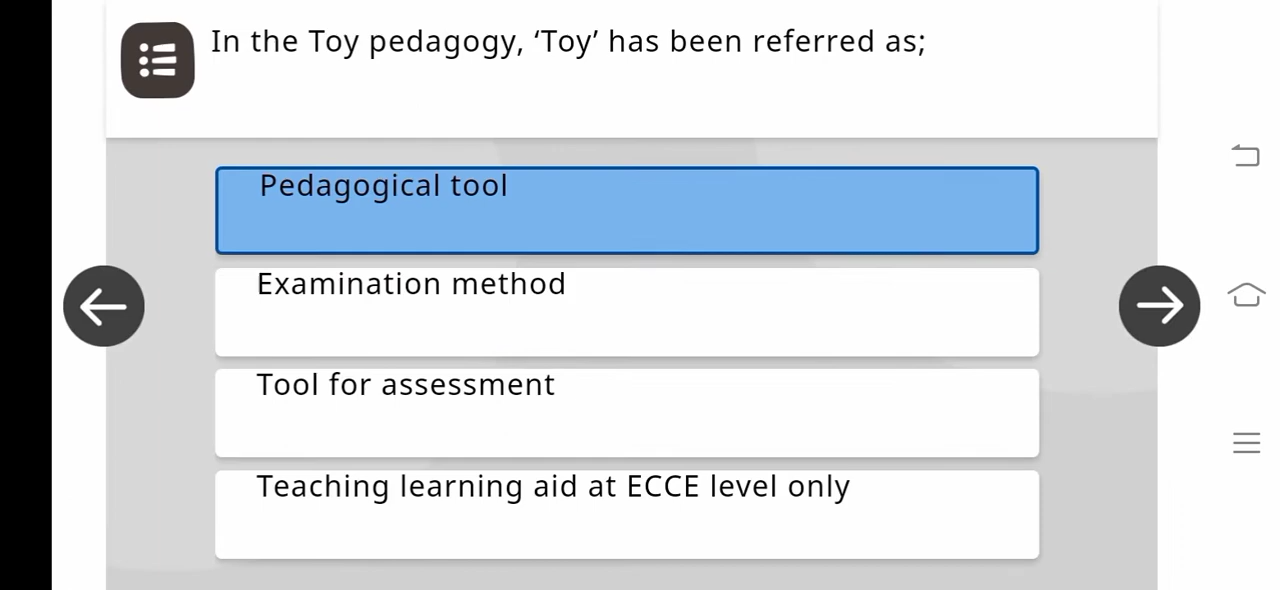 In the Toy pedagogy, ‘Toy’ has been referred as;
Pedagogical tool
Examination method
Tool for assessment
Teaching learning aid at ECCE level only